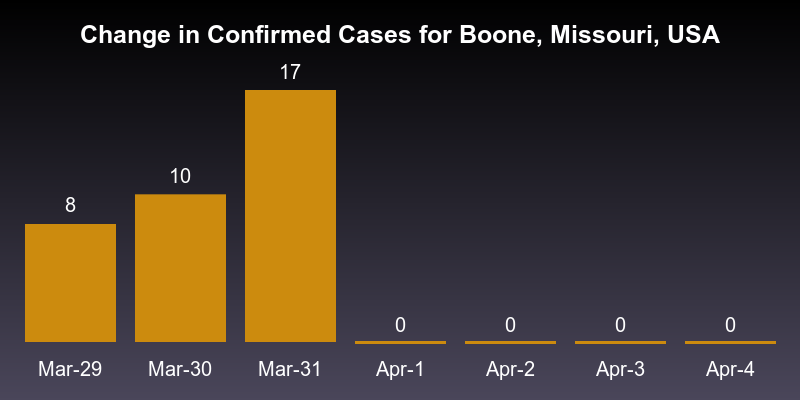 Change in Confirmed Cases for Boone, Missouri, USA
17
10
8
0 0 0 0
Mar-29 Mar-30 Mar-31 Apr-1 Apr-2 Apr-3 Apr-4